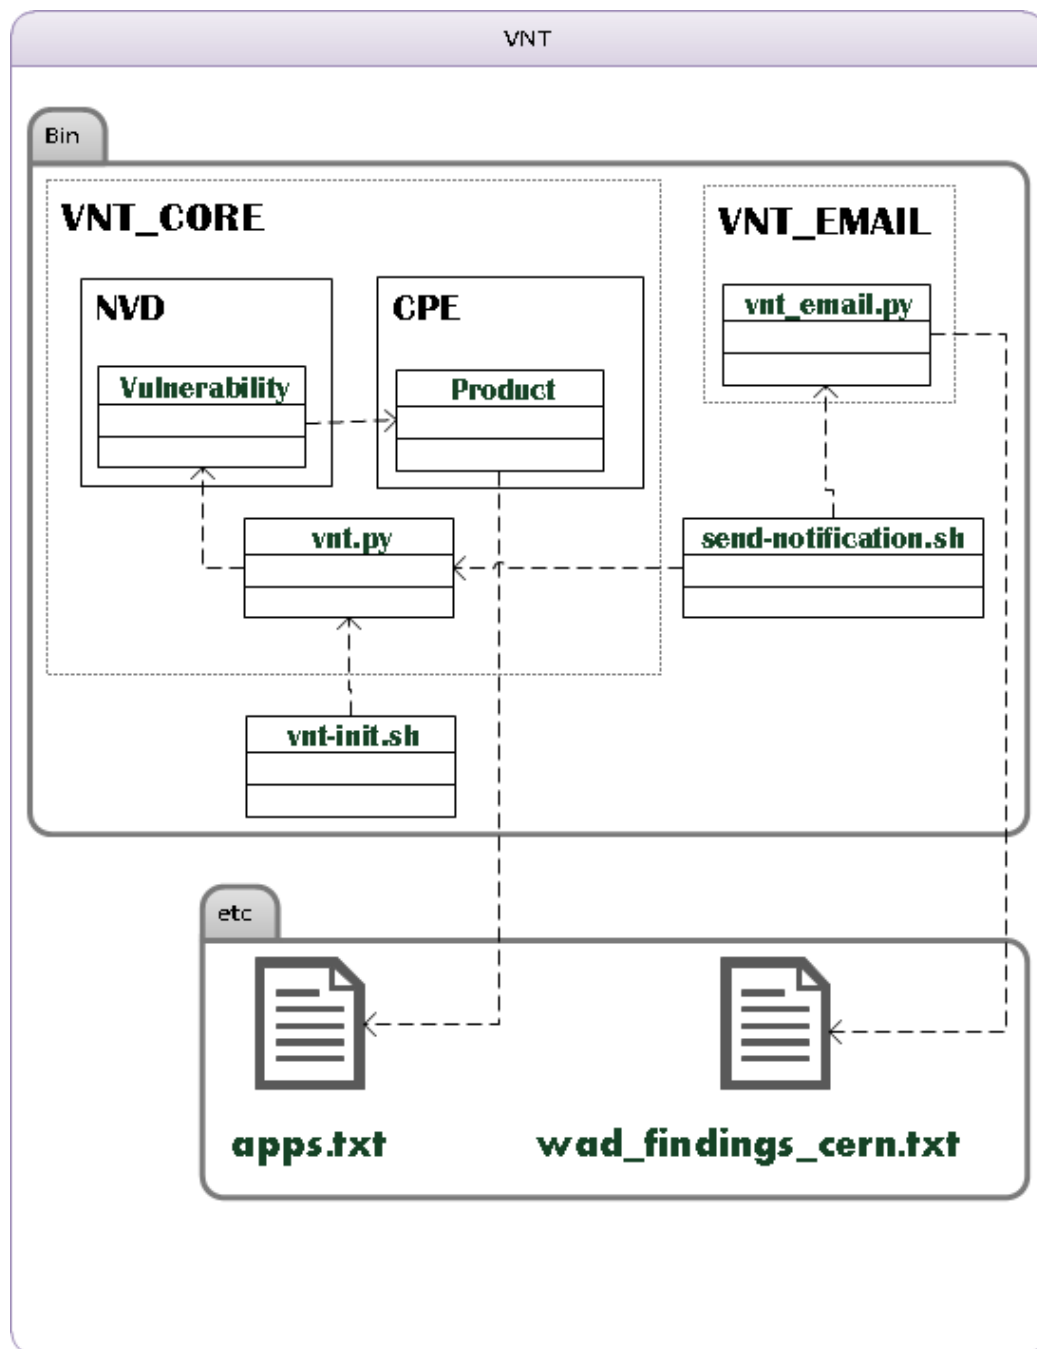 VNT
Bin
VNT_CORE
VNT_EMAIL
NVD
CPE
vnt_email.py
Vulnerability
Product
vnt.py
send-notification.sh
vnt-init.sh
etc
apps.txt
wad_findings_cern.txt